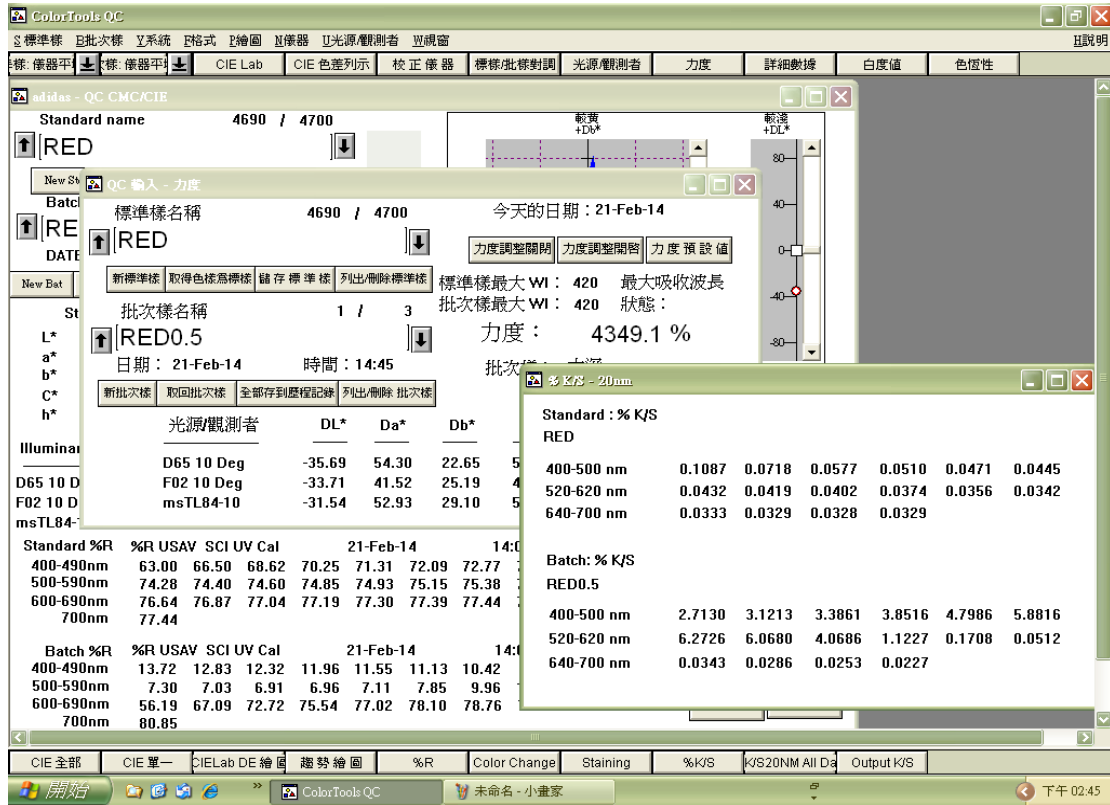 ColorTools QC
S標準樣 B批次樣 Y系統 F格式 P繪圖 N儀器 U光源/觀測者 W視窗 H說明
樣: 儀器平 樣: 儀器平 CIE Lab CIE 色差列示 校正儀器 標樣/批樣對調 光源/觀測者 力度 詳細數據 白度值 色恆性
adidas - QC CMC/CIE
Standard name 4690 / 4700
RED
New St
Batc
RE
DATE
New Bat
St
L*
a*
b*
C*
h*
Illuminar
D65 10 D
F02 10 D
msTL84-
較黃
+Db*
較淺
+DL*
80
40
0
-40
-80
QC 輸入 - 力度
標準樣名稱 4690 / 4700 今天的日期:21-Feb-14
RED
力度調整關閉 力度調整開啓 力度預設值
新標準樣 取得色樣為標樣 儲存標準樣 列出/刪除標準樣
標準樣最大 WI: 420 最大吸收波長
批次樣最大 WI: 420 狀態:
批次樣名稱 1 / 3
RED0.5
力度: 4349.1 %
日期: 21-Feb-14 時間:14:45
新批次樣 取回批次樣 全部存到歷程記錄 列出/刪除 批次樣
光源/觀測者 DL* Da* Db*
D65 10 Deg -35.69 54.30 22.65 5
F02 10 Deg -33.71 41.52 25.19 4
msTL84-10 -31.54 52.93 29.10 5
% K/S - 20nm
Standard : % K/S
RED
400-500 nm 0.1087 0.0718 0.0577 0.0510 0.0471 0.0445
520-620 nm 0.0432 0.0419 0.0402 0.0374 0.0356 0.0342
640-700 nm 0.0333 0.0329 0.0328 0.0329
Batch: % K/S
RED0.5
400-500 nm 2.7130 3.1213 3.3861 3.8516 4.7986 5.8816
520-620 nm 6.2726 6.0680 4.0686 1.1227 0.1708 0.0512
640-700 nm 0.0343 0.0286 0.0253 0.0227
Standard %R %R USAV SCI UV Cal 21-Feb-14 14:0
400-490nm 63.00 66.50 68.62 70.25 71.31 72.09 72.77
500-590nm 74.28 74.40 74.60 74.85 74.93 75.15 75.38
600-690nm 76.64 76.87 77.04 77.19 77.30 77.39 77.44
700nm 77.44
Batch %R %R USAV SCI UV Cal 21-Feb-14 14:
400-490nm 13.72 12.83 12.32 11.96 11.55 11.13 10.42
500-590nm 7.30 7.03 6.91 6.96 7.11 7.85 9.96
600-690nm 56.19 67.09 72.72 75.54 77.02 78.10 78.76
700nm 80.85
CIE 全部 CIE 單一 CIELab DE 繪圖 趨勢繪圖 %R Color Change Staining %K/S K/S20NM All Da Output K/S
開始 ColorTools QC 未命名 - 小畫家 下午 02:45